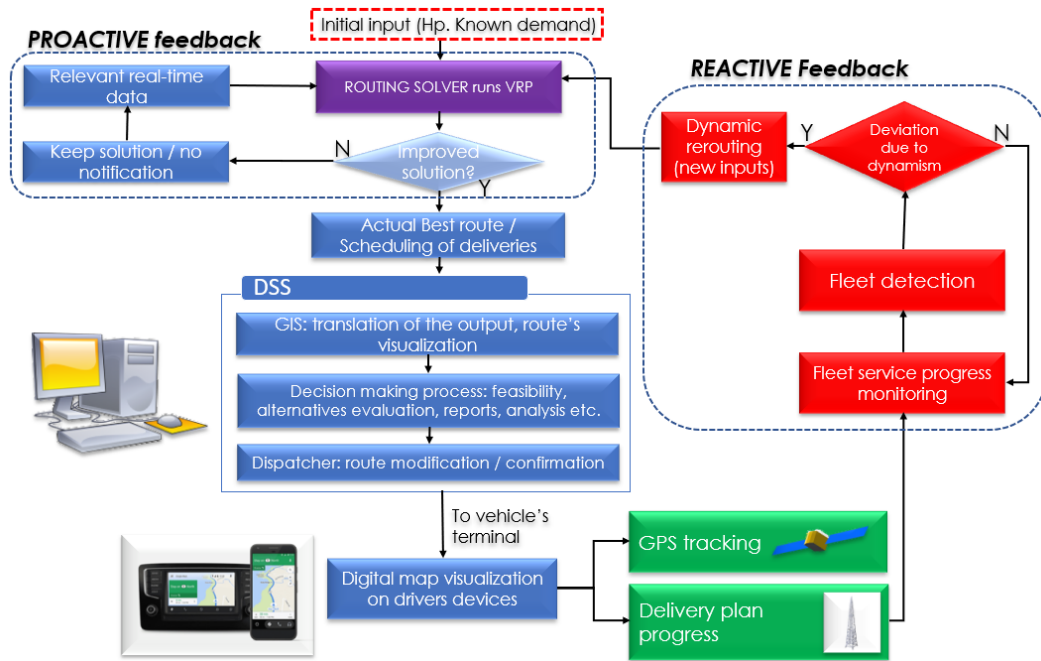 Initial input (Hp. Known demand)
PROACTIVE feedback
Relevant real-time
data
ROUTING SOLVER runs VRP
Keep solution / no
notification
N
Improved
solution?
Y
Actual Best route /
Scheduling of deliveries
DSS
GIS: translation of the output, route's
visualization
Decision making process: feasibility,
alternatives evaluation, reports, analysis etc.
Dispatcher: route modification / confirmation
To vehicle's
terminal
Digital map visualization
on drivers devices
GPS tracking
Delivery plan
progress
REACTIVE Feedback
Dynamic
rerouting
(new inputs)
Y
Deviation
due to
dynamism
N
Fleet detection
Fleet service progress
monitoring